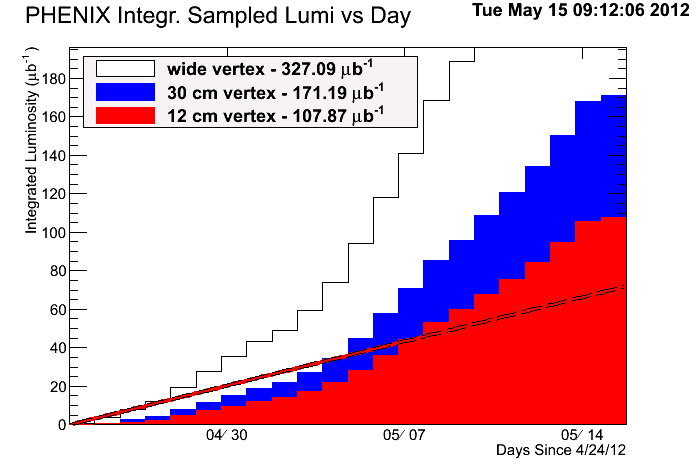 PHENIX Integr. Sampled Lumi vs Day
Tue May 15 09:12:06 2012
Integrated Luminosity (μb⁻¹)
wide vertex - 327.09 μb⁻¹
30 cm vertex - 171.19 μb⁻¹
12 cm vertex - 107.87 μb⁻¹
180
160
140
120
100
80
60
40
20
0
04/30 05/07 05/14
Days Since 4/24/12